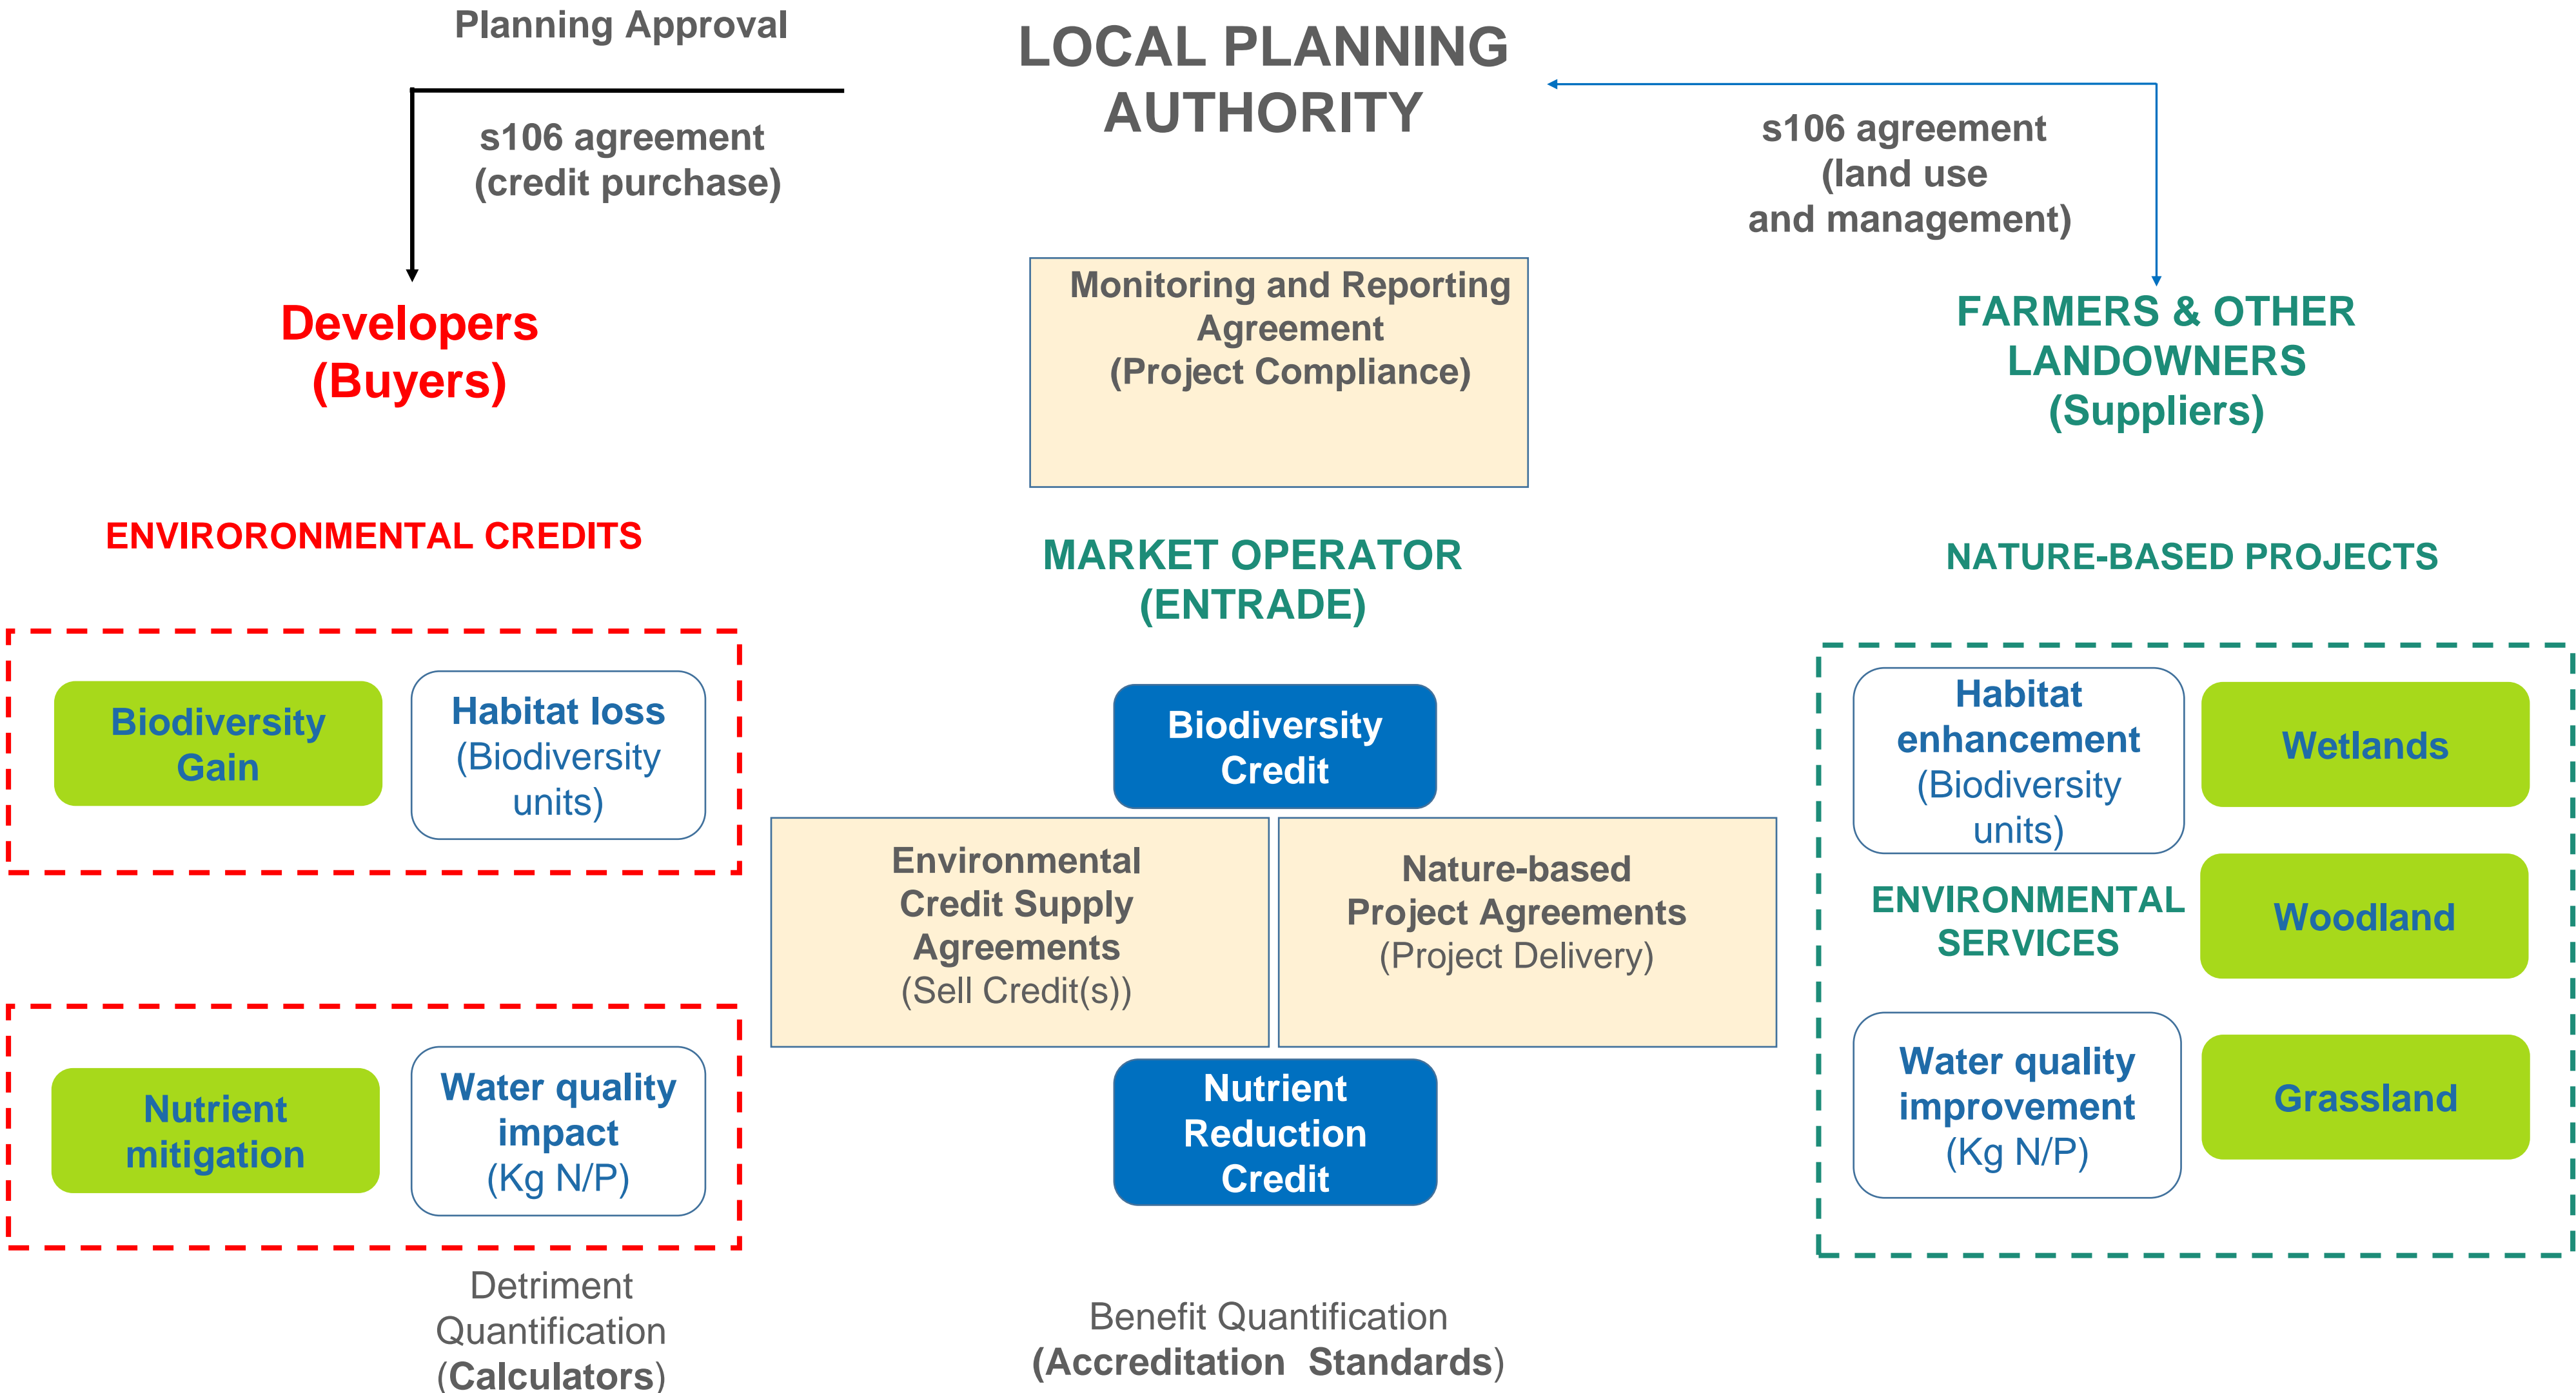 Planning Approval
LOCAL PLANNING
AUTHORITY
s106 agreement
(credit purchase)
s106 agreement
(land use
and management)
Developers
(Buyers)
Monitoring and Reporting
Agreement
(Project Compliance)
FARMERS & OTHER
LANDOWNERS
(Suppliers)
ENVIRORONMENTAL CREDITS
MARKET OPERATOR
(ENTRADE)
NATURE-BASED PROJECTS
Biodiversity
Gain
Habitat loss
(Biodiversity
units)
Biodiversity
Credit
Habitat
enhancement
(Biodiversity
units)
Wetlands
Environmental
Credit Supply
Agreements
(Sell Credit(s))
Nature-based
Project Agreements
(Project Delivery)
ENVIRONMENTAL
SERVICES
Woodland
Nutrient
mitigation
Water quality
impact
(Kg N/P)
Nutrient
Reduction
Credit
Water quality
improvement
(Kg N/P)
Grassland
Detriment
Quantification
(Calculators)
Benefit Quantification
(Accreditation  Standards)